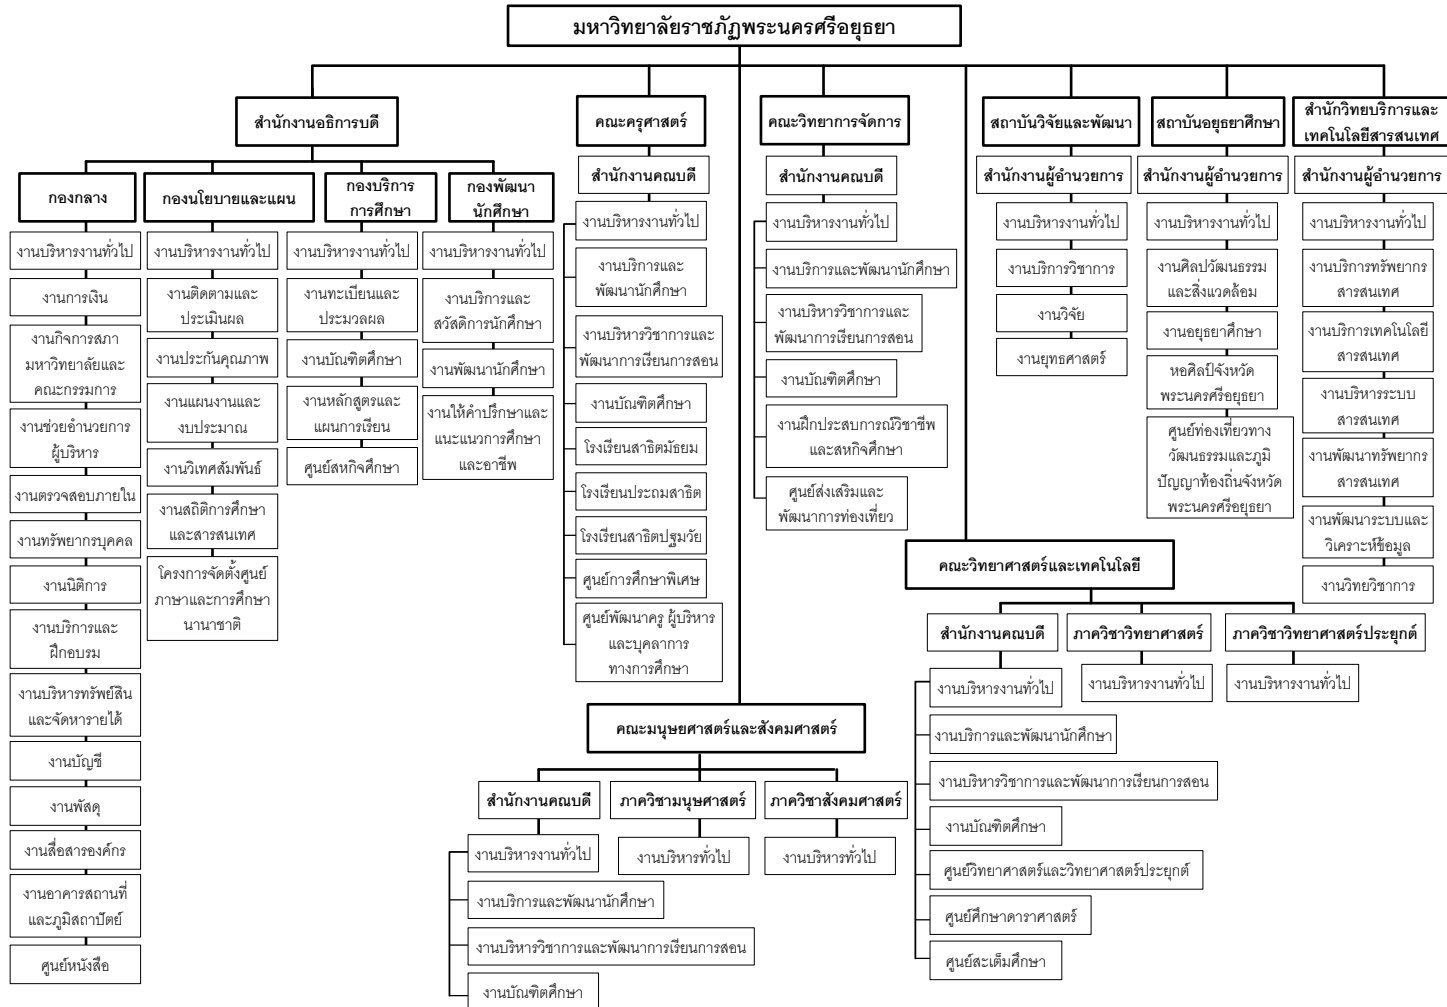 มหาวิทยาลัยราชภัฏพระนครศรีอยุธยา
สำนักงานอธิการบดี
กองกลาง
งานบริหารงานทั่วไป
งานการเงิน
งานกิจการสภา
มหาวิทยาลัยและ
คณะกรรมการ
งานช่วยอำนวยการ
ผู้บริหาร
งานตรวจสอบภายใน
งานทรัพยากรบุคคล
งานนิติการ
งานบริการและ
ฝึกอบรม
งานบริหารทรัพย์สิน
และจัดหารายได้
งานบัญชี
งานพัสดุ
งานสื่อสารองค์กร
งานอาคารสถานที่
และภูมิสถาปัตย์
ศูนย์หนังสือ
กองนโยบายและแผน
งานบริหารงานทั่วไป
งานติดตามและ
ประเมินผล
งานประกันคุณภาพ
งานแผนงานและ
งบประมาณ
งานวิเทศสัมพันธ์
งานสถิติการศึกษา
และสารสนเทศ
โครงการจัดตั้งศูนย์
ภาษาและการศึกษา
นานาชาติ
กองบริการ
การศึกษา
งานบริหารงานทั่วไป
งานทะเบียนและ
ประมวลผล
งานบัณฑิตศึกษา
งานหลักสูตรและ
แผนการเรียน
ศูนย์สหกิจศึกษา
กองพัฒนา
นักศึกษา
งานบริหารงานทั่วไป
งานบริการและ
สวัสดิการนักศึกษา
งานพัฒนานักศึกษา
งานให้คำปรึกษาและ
แนะแนวการศึกษา
และอาชีพ
คณะครุศาสตร์
สำนักงานคณบดี
งานบริหารงานทั่วไป
งานบริการและ
พัฒนานักศึกษา
งานบริหารวิชาการและ
พัฒนาการเรียนการสอน
งานบัณฑิตศึกษา
โรงเรียนสาธิตมัธยม
โรงเรียนประถมสาธิต
โรงเรียนสาธิตปฐมวัย
ศูนย์การศึกษาพิเศษ
ศูนย์พัฒนาครู ผู้บริหาร
และบุคลาการ
ทางการศึกษา
คณะวิทยาการจัดการ
สำนักงานคณบดี
งานบริหารงานทั่วไป
งานบริการและพัฒนานักศึกษา
งานบริหารวิชาการและ
พัฒนาการเรียนการสอน
งานบัณฑิตศึกษา
งานฝึกประสบการณ์วิชาชีพ
และสหกิจศึกษา
ศูนย์ส่งเสริมและ
พัฒนาการท่องเที่ยว
สถาบันวิจัยและพัฒนา
สำนักงานผู้อำนวยการ
งานบริหารงานทั่วไป
งานบริการวิชาการ
งานวิจัย
งานยุทธศาสตร์
สถาบันอยุธยาศึกษา
สำนักงานผู้อำนวยการ
งานบริหารงานทั่วไป
งานศิลปวัฒนธรรม
และสิ่งแวดล้อม
งานอยุธยาศึกษา
หอศิลป์จังหวัด
พระนครศรีอยุธยา
ศูนย์ท่องเที่ยวทาง
วัฒนธรรมและภูมิ
ปัญญาท้องถิ่นจังหวัด
พระนครศรีอยุธยา
สำนักวิทยบริการและ
เทคโนโลยีสารสนเทศ
สำนักงานผู้อำนวยการ
งานบริหารงานทั่วไป
งานบริการทรัพยากร
สารสนเทศ
งานบริการเทคโนโลยี
สารสนเทศ
งานบริหารระบบ
สารสนเทศ
งานพัฒนาทรัพยากร
สารสนเทศ
งานพัฒนาระบบและ
วิเคราะห์ข้อมูล
งานวิทยวิชาการ
คณะวิทยาศาสตร์และเทคโนโลยี
สำนักงานคณบดี
งานบริหารงานทั่วไป
งานบริการและพัฒนานักศึกษา
งานบริหารวิชาการและพัฒนาการเรียนการสอน
งานบัณฑิตศึกษา
ศูนย์วิทยาศาสตร์และวิทยาศาสตร์ประยุกต์
ศูนย์ศึกษาดาราศาสตร์
ศูนย์สะเต็มศึกษา
ภาควิชาวิทยาศาสตร์
งานบริหารงานทั่วไป
ภาควิชาวิทยาศาสตร์ประยุกต์
งานบริหารงานทั่วไป
คณะมนุษยศาสตร์และสังคมศาสตร์
สำนักงานคณบดี
งานบริหารงานทั่วไป
งานบริการและพัฒนานักศึกษา
งานบริหารวิชาการและพัฒนาการเรียนการสอน
งานบัณฑิตศึกษา
ภาควิชามนุษศาสตร์
งานบริหารทั่วไป
ภาควิชาสังคมศาสตร์
งานบริหารทั่วไป